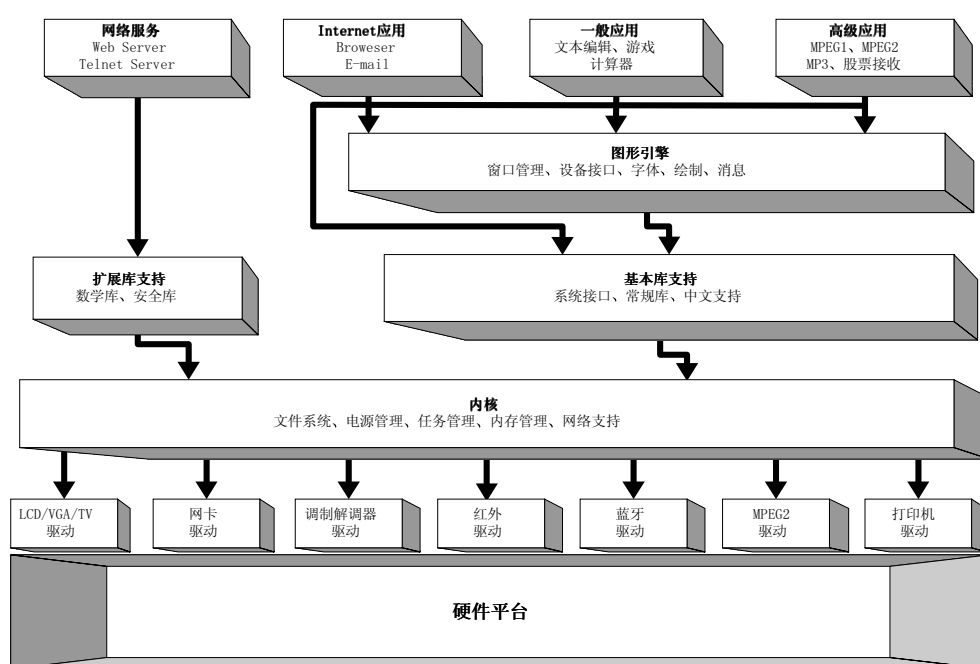 网络服务
Web Server
Telnet Server
Internet应用
Broweser
E-mail
一般应用
文本编辑、游戏
计算器
高级应用
MPEG1、MPEG2
MP3、股票接收
图形引擎
窗口管理、设备接口、字体、绘制、消息
扩展库支持
数学库、安全库
基本库支持
系统接口、常规库、中文支持
内核
文件系统、电源管理、任务管理、内存管理、网络支持
LCD/VGA/TV
驱动
网卡
驱动
调制解调器
驱动
红外
驱动
蓝牙
驱动
MPEG2
驱动
打印机
驱动
硬件平台